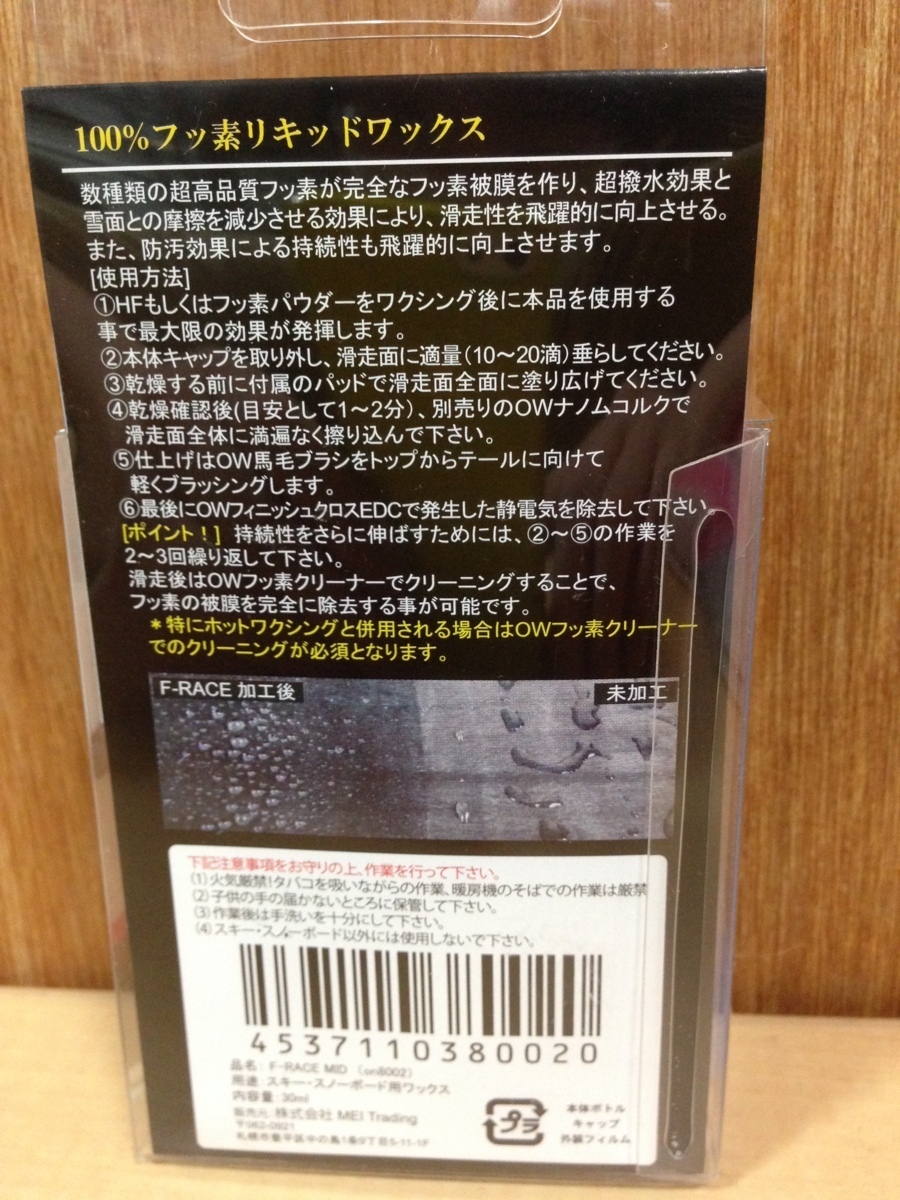 100%フッ素リキッドワックス
数種類の超高品質フッ素が完全なフッ素被膜を作り、超撥水効果と
雪面との摩擦を減少させる効果により、滑走性を飛躍的に向上させる。
また、防汚効果による持続性も飛躍的に向上させます。
[使用方法]
①HFもしくはフッ素パウダーをワクシング後に本品を使用する
事で最大限の効果が発揮します。
②本体キャップを取り外し、滑走面に適量(10〜20滴)垂らしてください。
③乾燥する前に付属のパッドで滑走面全面に塗り広げてください。
④乾燥確認後(目安として1〜2分)、別売りのOWナノムコルクで
滑走面全体に満遍なく擦り込んで下さい。
⑤仕上げはOW馬毛ブラシをトップからテールに向けて
軽くブラッシングします。
⑥最後にOWフィニッシュクロスEDCで発生した静電気を除去して下さい。
[ポイント!] 持続性をさらに伸ばすためには、②〜⑤の作業を
2〜3回繰り返して下さい。
滑走後はOWフッ素クリーナーでクリーニングすることで、
フッ素の被膜を完全に除去する事が可能です。
*特にホットワクシングと併用される場合はOWフッ素クリーナー
でのクリーニングが必須となります。
F-RACE 加工後 未加工
下記注意事項をお守りの上、作業を行って下さい。
(1)火気厳禁!タバコを吸いながらの作業、暖房機のそばでの作業は厳禁
(2)子供の手の届かないところに保管して下さい。
(3)作業後は手洗いを十分にして下さい。
(4)スキー・スノーボード以外には使用しないで下さい。
4537110380020
品名: F-RACE MID (on8002)
用途: スキー・スノーボード用ワックス
内容量: 30ml
販売元: 株式会社 MEI Trading
〒062-0921
札幌市豊平区中の島1条9丁目5-11-1F
プラ
本体ボトル
キャップ
外装フィルム